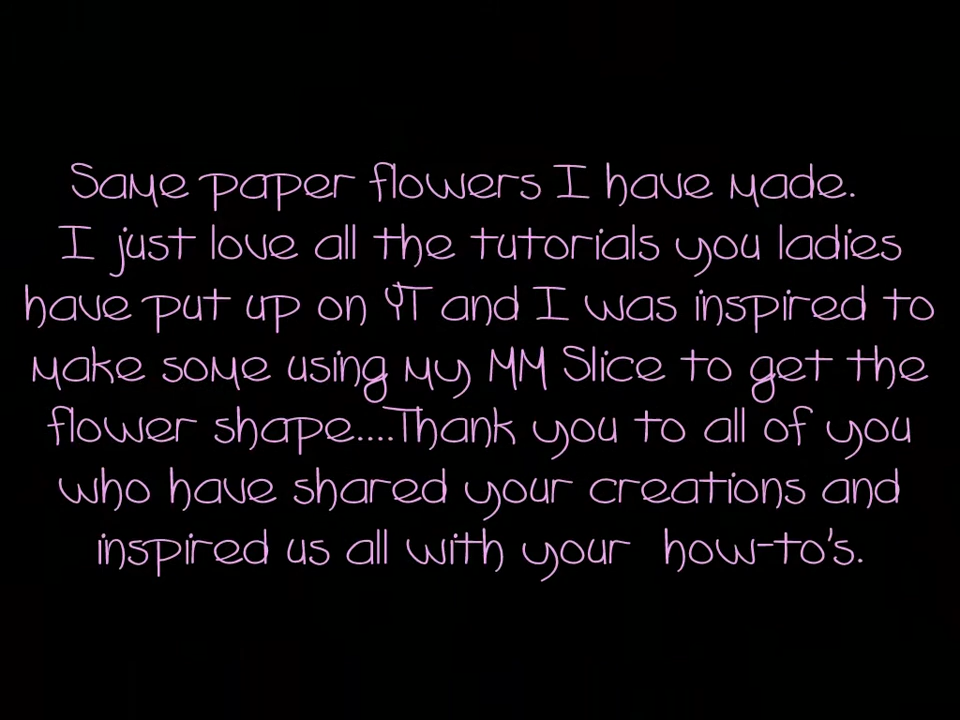 Same paper flowers I have made.
I just love all the tutorials you ladies
have put up on YT and I was inspired to
make some using my MM Slice to get the
flower shape....Thank you to all of you
who have shared your creations and
inspired us all with your how-to's.